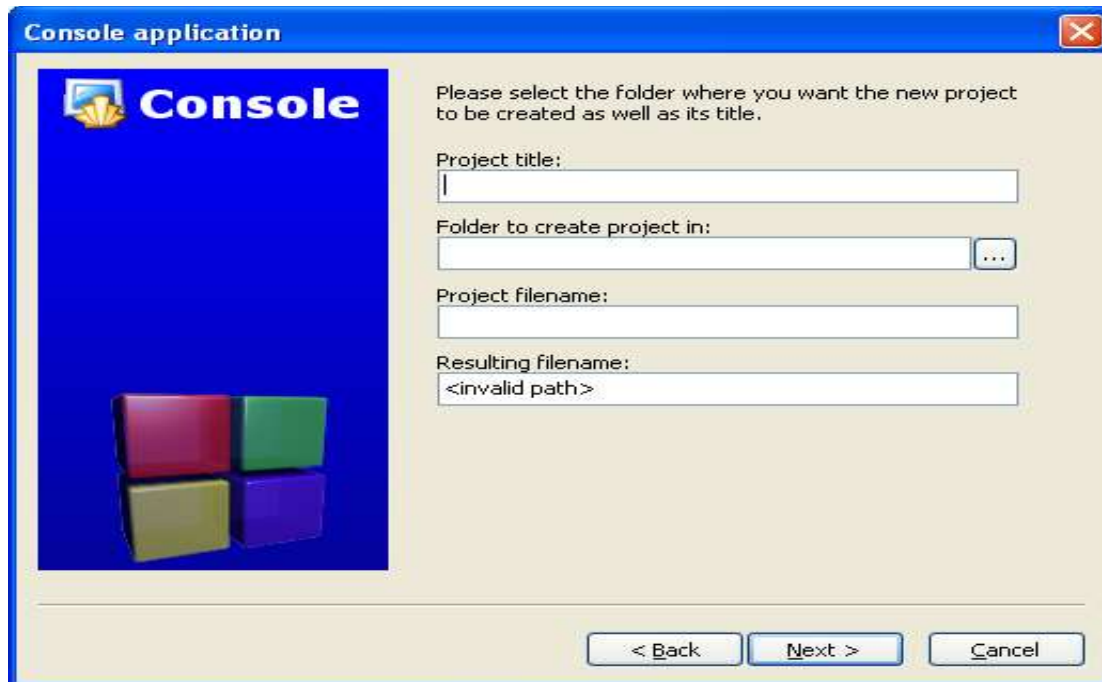 Console application
Console
Please select the folder where you want the new project
to be created as well as its title.
Project title:
Folder to create project in:
...
Project filename:
Resulting filename:
<invalid path>
< Back
Next >
Cancel